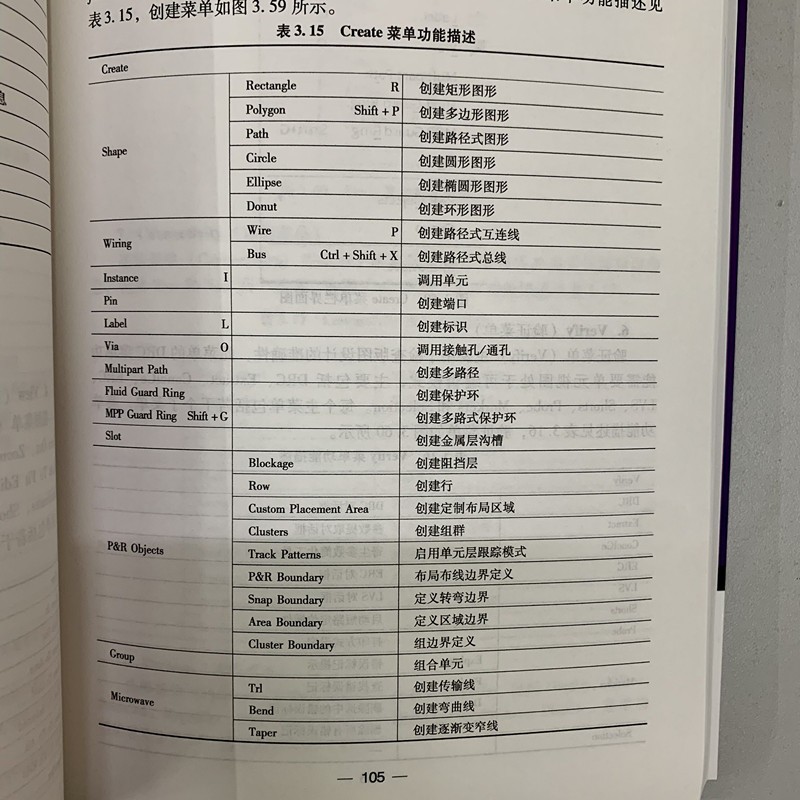 功能描述见
表 3.15，创建菜单如图 3.59 所示。
表 3.15 Create 菜单功能描述
Create
Shape Rectangle R 创建矩形图形
Polygon Shift + P 创建多边形图形
Path 创建路径式图形
Circle 创建圆形图形
Ellipse 创建椭圆形图形
Donut 创建环形图形
Wiring Wire P 创建路径式互连线
Bus Ctrl + Shift + X 创建路径式总线
Instance I 调用单元
Pin 创建端口
Label L 创建标识
Via O 调用接触孔/通孔
Multipart Path 创建多路径
Fluid Guard Ring 创建保护环
MPP Guard Ring Shift + G 创建多路式保护环
Slot 创建金属层沟槽
P&R Objects Blockage 创建阻挡层
Row 创建行
Custom Placement Area 创建定制布局区域
Clusters 创建组群
Track Patterns 启用单元层跟踪模式
P&R Boundary 布局布线边界定义
Snap Boundary 定义转弯边界
Area Boundary 定义区域边界
Cluster Boundary 组边界定义
Group 组合单元
Microwave Trl 创建传输线
Bend 创建弯曲线
Taper 创建逐渐变窄线
— 105 —